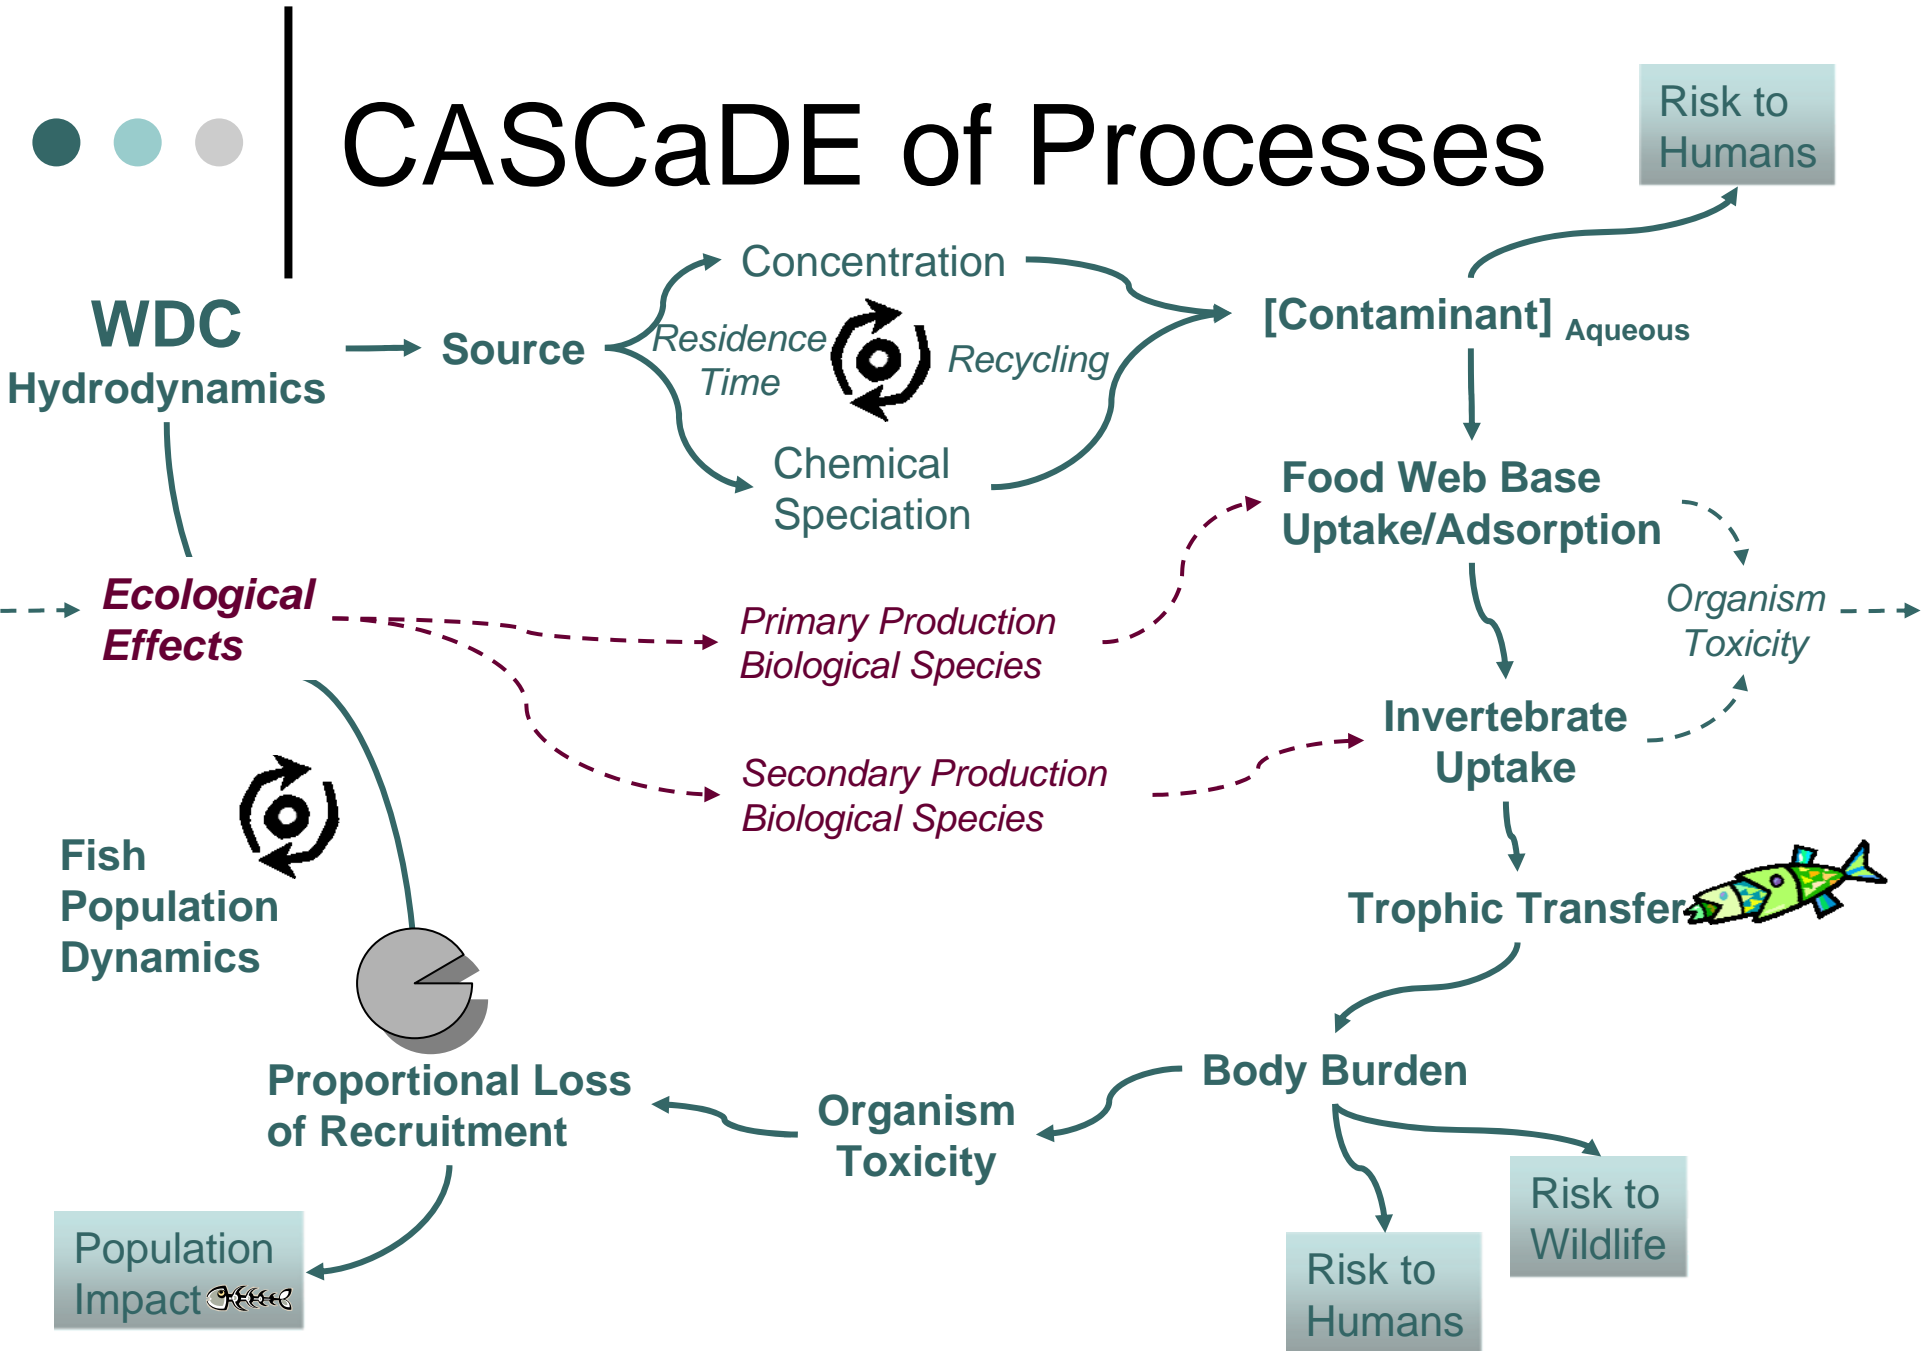 CASCaDE of Processes
Risk to
Humans
WDC
Hydrodynamics
Source
Concentration
Residence
Time
Recycling
Chemical
Speciation
[Contaminant] Aqueous
Food Web Base
Uptake/Adsorption
Organism
Toxicity
Ecological
Effects
Primary Production
Biological Species
Secondary Production
Biological Species
Invertebrate
Uptake
Trophic Transfer
Fish
Population
Dynamics
Body Burden
Proportional Loss
of Recruitment
Organism
Toxicity
Risk to
Wildlife
Risk to
Humans
Population
Impact